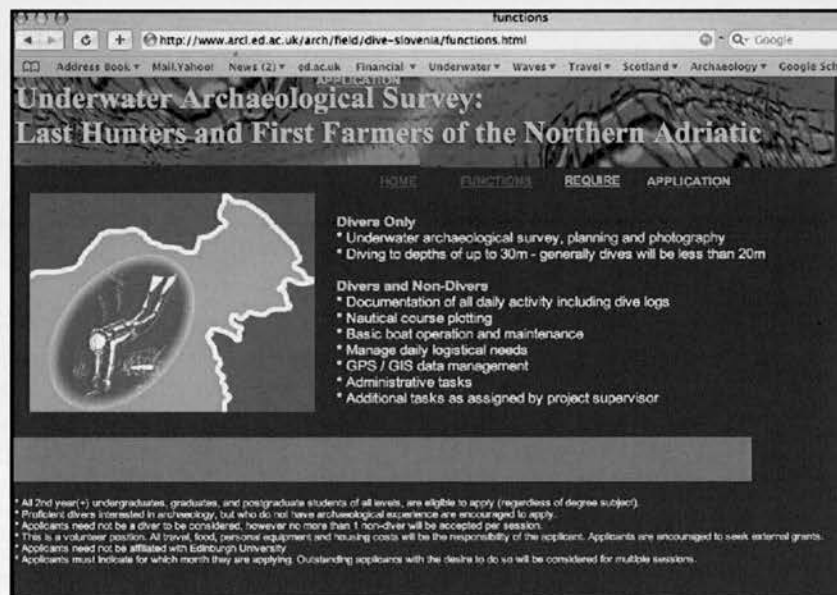 functions
http://www.arcl.ed.ac.uk/arch/field/dive-slovenia/functions.html
Google
Address Book Mail.Yahoo! News (2) ed.ac.uk Financial Underwater Waves Travel Scotland Archaeology Google Sch
APPLICATION
Underwater Archaeological Survey:
Last Hunters and First Farmers of the Northern Adriatic
HOME FUNCTIONS REQUIRE APPLICATION
Divers Only
* Underwater archaeological survey, planning and photography
* Diving to depths of up to 30m - generally dives will be less than 20m
Divers and Non-Divers
* Documentation of all daily activity including dive logs
* Nautical course plotting
* Basic boat operation and maintenance
* Manage daily logistical needs
* GPS / GIS data management
* Administrative tasks
* Additional tasks as assigned by project supervisor
* All 2nd year(+) undergraduates, graduates, and postgraduate students of all levels, are eligible to apply (regardless of degree subject).
* Proficient divers interested in archaeology, but who do not have archaeological experience are encouraged to apply.
* Applicants need not be a diver to be considered, however no more than 1 non-diver will be accepted per session.
* This is a volunteer position. All travel, food, personal equipment and housing costs will be the responsibility of the applicant. Applicants are encouraged to seek external grants.
* Applicants need not be affiliated with Edinburgh University
* Applicants must indicate for which month they are applying. Outstanding applicants with the desire to do so will be considered for multiple sessions.